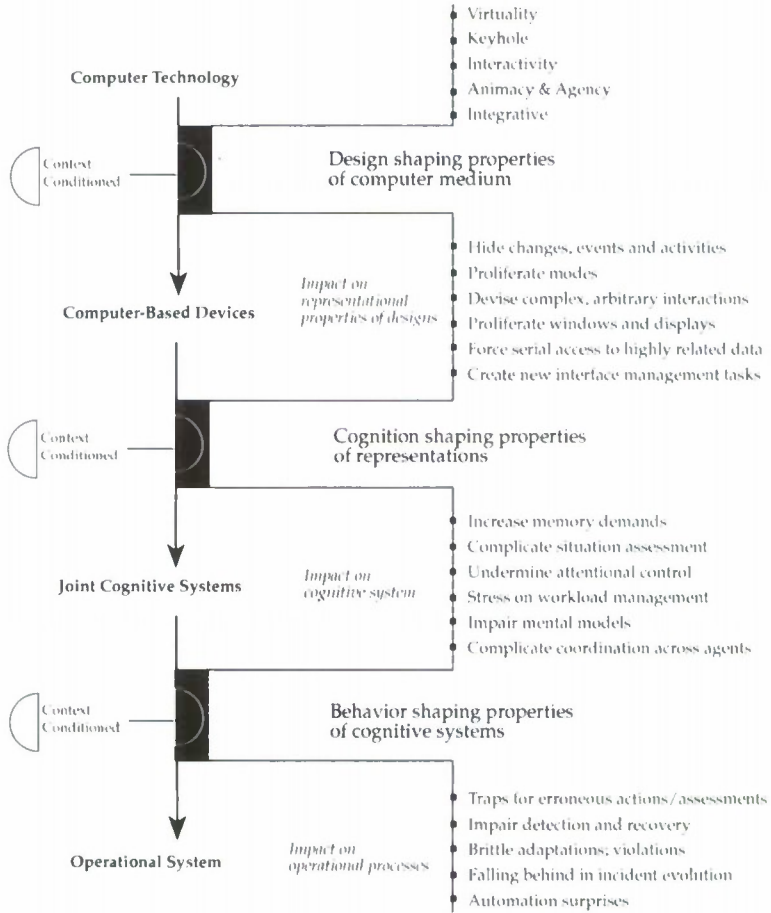 Virtuality
Keyhole
Interactivity
Animacy & Agency
Integrative
Computer Technology
Context
Conditioned
Design shaping properties
of computer medium
Hide changes, events and activities
Proliferate modes
Devise complex, arbitrary interactions
Proliferate windows and displays
Force serial access to highly related data
Create new interface management tasks
Impact on
representational
properties of designs
Computer-Based Devices
Context
Conditioned
Cognition shaping properties
of representations
Increase memory demands
Complicate situation assessment
Undermine attentional control
Stress on workload management
Impair mental models
Complicate coordination across agents
Impact on
cognitive system
Joint Cognitive Systems
Context
Conditioned
Behavior shaping properties
of cognitive systems
Traps for erroneous actions/assessments
Impair detection and recovery
Brittle adaptations; violations
Falling behind in incident evolution
Automation surprises
Impact on
operational processes
Operational System